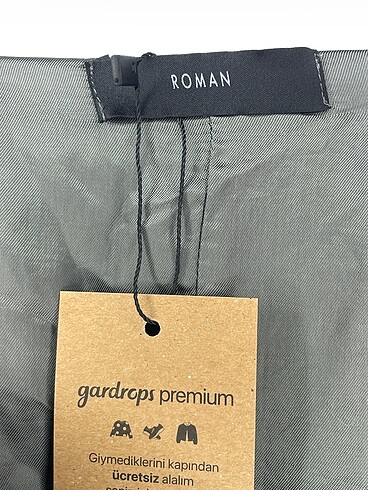 ROMAN
gardrops premium
Giymediklerini kapından
ücretsiz alalım